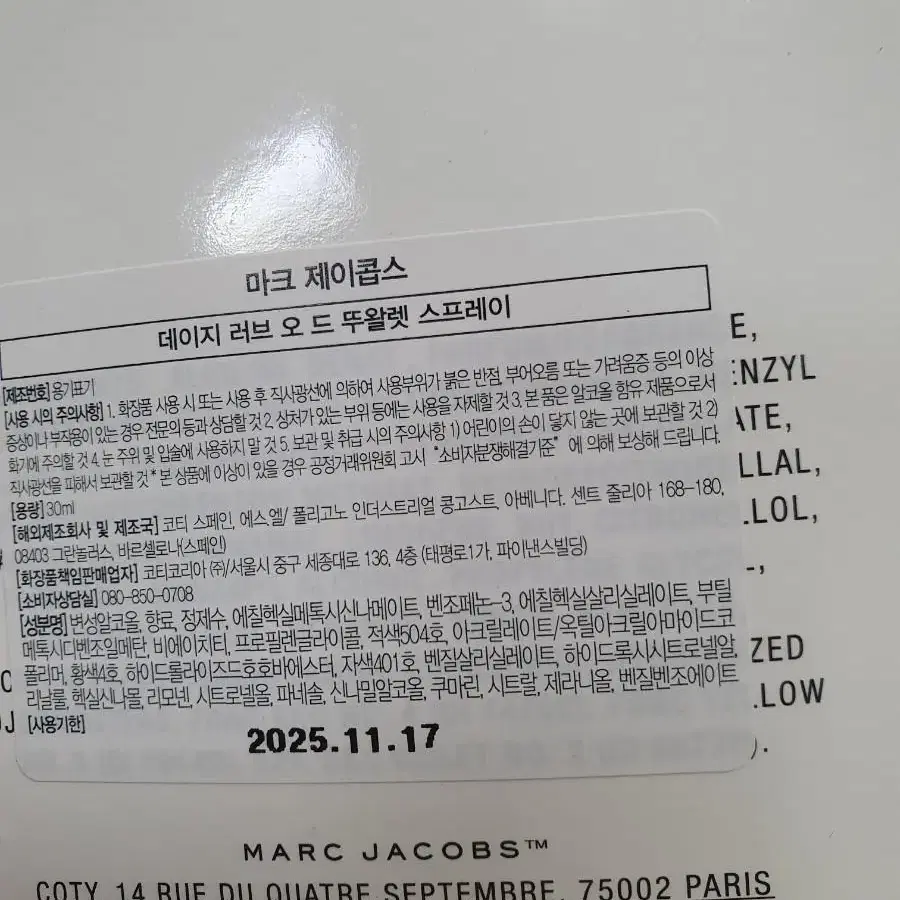 마크 제이콥스
데이지 러브 오 드 뚜왈렛 스프레이
[제조번호] 용기표기
[사용 시의 주의사항] 1. 화장품 사용 시 또는 사용 후 직사광선에 의하여 사용부위가 붉은 반점, 부어오름 또는 가려움증 등의 이상
증상이나 부작용이 있는 경우 전문의 등과 상담할 것 2. 상처가 있는 부위 등에는 사용을 자제할 것 3. 본 품은 알코올 함유 제품으로서
화기에 주의할 것 4. 눈 주위 및 입술에 사용하지 말 것 5. 보관 및 취급 시의 주의사항 1) 어린이의 손이 닿지 않는 곳에 보관할 것 2)
직사광선을 피해서 보관할 것 * 본 상품에 이상이 있을 경우 공정거래위원회 고시 "소비자분쟁해결기준" 에 의해 보상해 드립니다.
[용량] 30ml
[해외제조회사 및 제조국] 코티 스페인, 에스.엘/ 폴리고노 인더스트리얼 콩고스트, 아베니다. 센트 줄리아 168-180,
08403 그란놀러스, 바르셀로나(스페인)
[화장품책임판매업자] 코티코리아 ㈜/서울시 중구 세종대로 136, 4층 (태평로1가, 파이낸스빌딩)
[소비자상담실] 080-850-0708
[성분명] 변성알코올, 향료, 정제수, 에칠헥실메톡시신나메이트, 벤조페논-3, 에칠헥실살리실레이트, 부틸
메톡시디벤조일메탄, 비에이치티, 프로필렌글라이콜, 적색504호, 아크릴레이트/옥틸아크릴아마이드코
폴리머, 황색4호, 하이드롤라이즈드호호바에스터, 자색401호, 벤질살리실레이트, 하이드록시시트로넬알,
리날룰, 헥실신나몰, 리모넨, 시트로넬올, 파네솔, 신나밀알코올, 쿠마린, 시트랄, 제라니올, 벤질벤조에이트
[사용기한]
2025.11.17
E,
ENZYL
ATE,
LLAL,
.LOL,
-,
ZED
.LOW
).
MARC JACOBS™
COTY, 14 RUE DU QUATRE SEPTEMBRE, 75002 PARIS